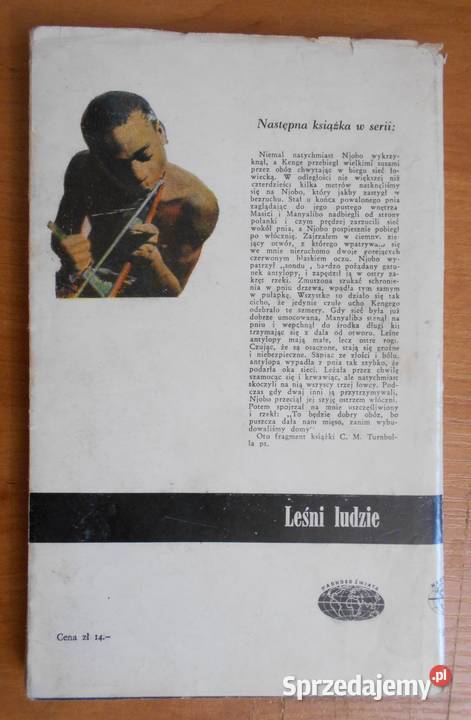 Następna książka w serii:
Niemal natychmiast Njobo wykrzy-
knął, a Kenge przebiegł wielkimi susami
przez obóz chwytając w biegu sieć ło-
wiecką. W odległości nie większej niż
czterdzieści kilka metrów natknęliśmy
się na Njobo, który jakby zastygł w
bezruchu. Stał u końca powalonego pnia
zaglądając do jego pustego wnętrza
Masisi i Manyalibo nadbiegli od strony
polanki i czym prędzej zarzucili sieć
wokół pnia, a Njobo pospiesznie pobiegł
po włócznię. Zajrzałem w ciemny, zie-
jący otwór, z którego wpatrywały się
we mnie nieruchomo dwoje gorejących
czerwonym blaskiem oczu. Njobo wy-
patrzył „sondu", bardzo pożądany gatu-
nek antylopy, i zapędził ją w ostry za-
kręt rzeki. Zmuszona szukać schronie-
nia w pniu drzewa, wpadła tym samym
w pułapkę. Wszystko to działo się tak
cicho, że jedynie czułe ucho Kengego
odebrało te szmery. Gdy sieć była już
dobrze umocowana, Manyalibo stanął na
pniu i wepchnął do środka długi kit
trzymając się z dala od otworu. Leśne
antylopy mają małe, lecz ostre rogi.
Czując, że są osaczone, stają się groźne
i niebezpieczne. Sapiąc ze złości i bólu,
antylopa wypadła z pnia tak szybko, że
podarła oka sieci. Leżała przez chwilę
szamocąc się i krwawiąc, ale natychmiast
skoczyli na nią wszyscy trzej łowcy. Pod-
czas gdy dwaj inni ją przytrzymywali,
Njobo przeciął jej szyję ostrzem włóczni.
Potem spojrzał na mnie uszczęśliwiony
i rzekł: „To będzie dobry obóz, bo
puszcza dała nam mięso, zanim wybu-
dowaliśmy domy"
Oto fragment książki C. M. Turnbul-
la pt.
Leśni ludzie
NAOKOŁO ŚWIATA
Cena zł 14.–
Sprzedajemy.pl